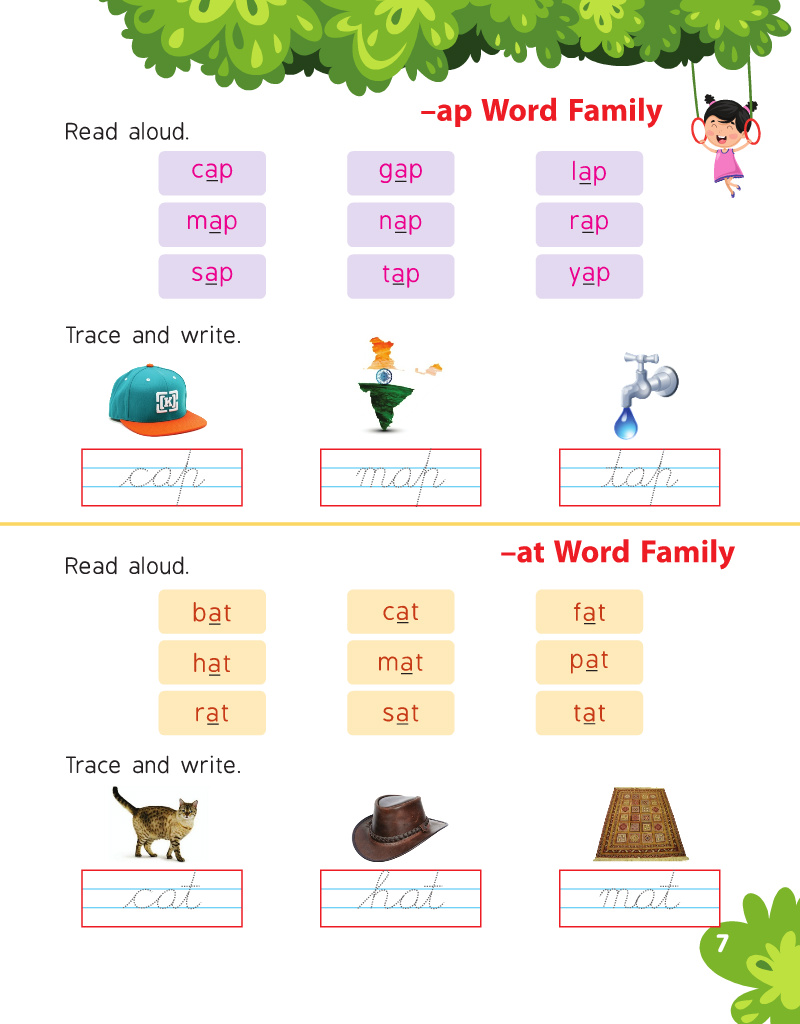 –ap Word Family
Read aloud.
cap gap lap
map nap rap
sap tap yap
Trace and write.
[K]
cap map tap
–at Word Family
Read aloud.
bat cat fat
hat mat pat
rat sat tat
Trace and write.
cat hat mat
7